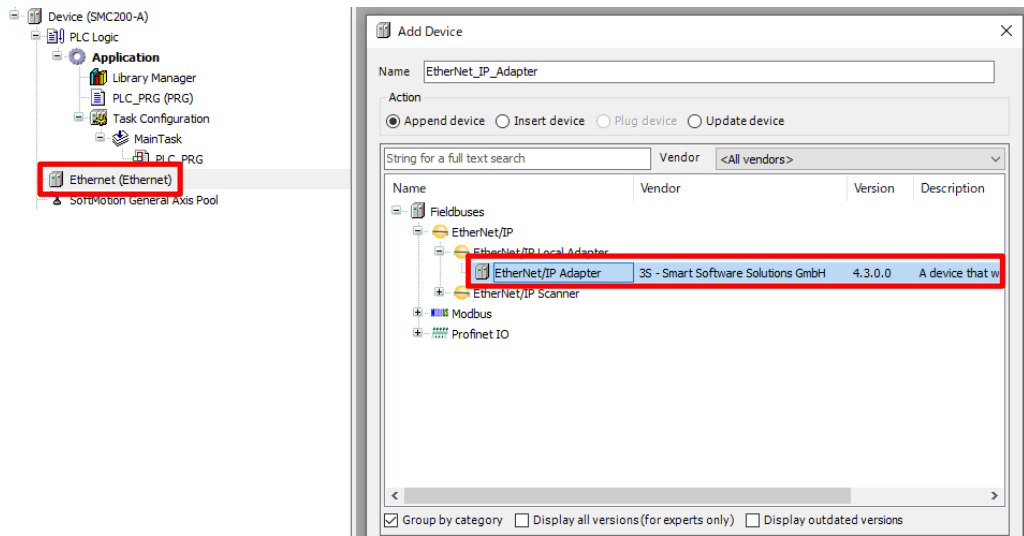 Device (SMC200-A)
PLC Logic
Application
Library Manager
PLC_PRG (PRG)
Task Configuration
MainTask
PLC_PRG
Ethernet (Ethernet)
SoftMotion General Axis Pool
Add Device
Name EtherNet_IP_Adapter
Action
Append device Insert device Plug device Update device
String for a full text search Vendor <All vendors>
Name Vendor Version Description
Fieldbuses
EtherNet/IP
EtherNet/IP Local Adapter
EtherNet/IP Adapter 3S - Smart Software Solutions GmbH 4.3.0.0 A device that w
EtherNet/IP Scanner
Modbus
Profinet IO
Group by category Display all versions (for experts only) Display outdated versions